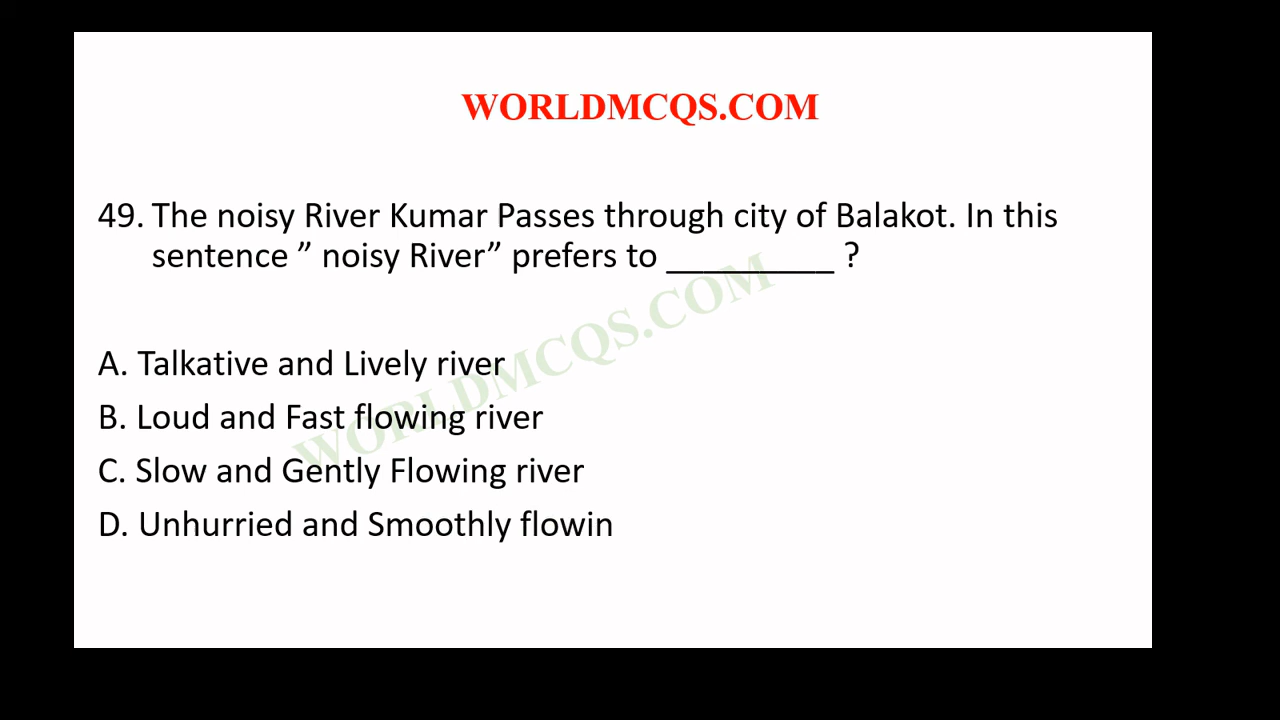 WORLDMCQS.COM
49. The noisy River Kumar Passes through city of Balakot. In this
sentence ” noisy River” prefers to _________ ?
WORLDMCQS.COM
A. Talkative and Lively river
B. Loud and Fast flowing river
C. Slow and Gently Flowing river
D. Unhurried and Smoothly flowin